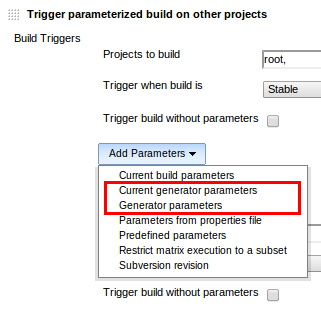 Trigger parameterized build on other projects
Build Triggers
Projects to build
root,
Trigger when build is
Stable
Trigger build without parameters
Add Parameters
Current build parameters
Current generator parameters
Generator parameters
Parameters from properties file
Predefined parameters
Restrict matrix execution to a subset
Subversion revision
Trigger build without parameters